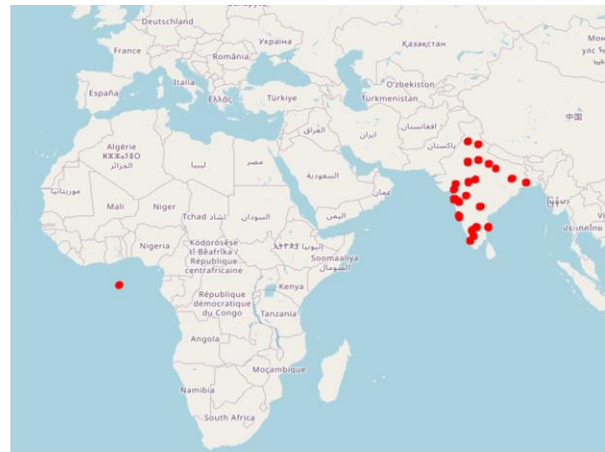 Deutschland
Україна
France
Қазақстан
România
Italia
España
Ελλάς
Türkiye
O'zbekiston
Türkmenistan
افغانستان
中国
العراق
ایران
پاکستان
Algérie
ⵍⵣⵣⴰⵢⴻⵔ الجزائر
ليبيا
مصر
السعودية
موريتانيا
عمان
Mali
Niger
Tchad تشاد
السودان
اليمن
Nigeria
Ködörösêse
tî Bêafrîka /
République
centrafricaine
ኢትዮጵያ
Soomaaliya
الصومال
Kenya
République
démocratique
du Congo
Tanzania
Angola
Moçambique
Namibia
South Africa